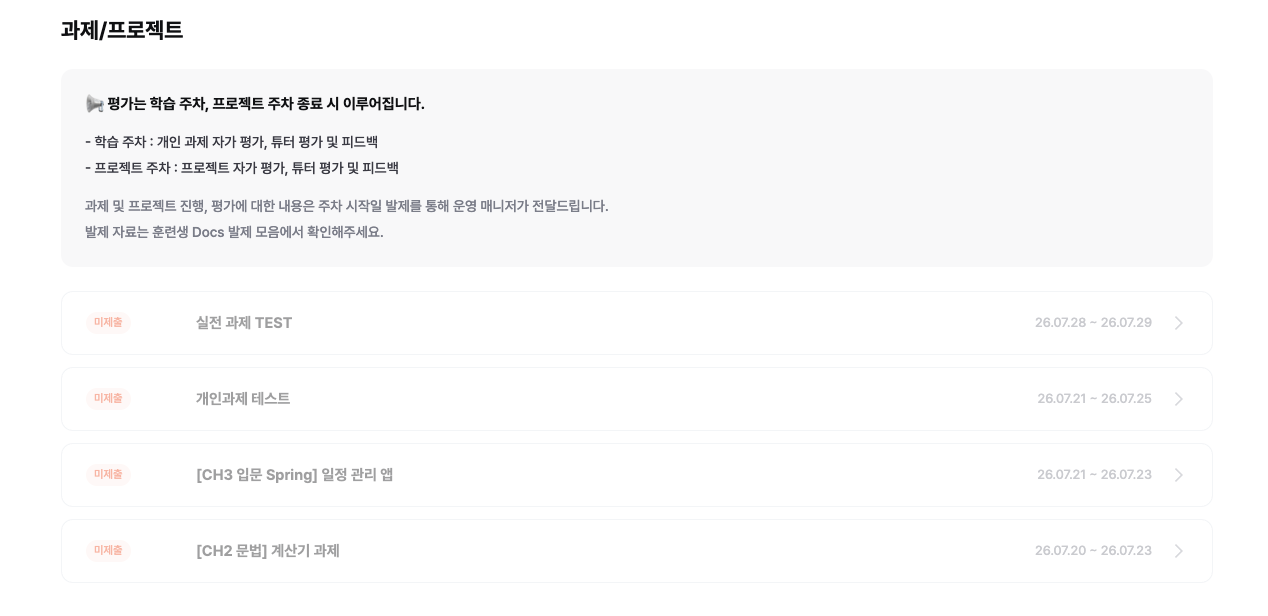 과제/프로젝트
평가는 학습 주차, 프로젝트 주차 종료 시 이루어집니다.
- 학습 주차 : 개인 과제 자가 평가, 튜터 평가 및 피드백
- 프로젝트 주차 : 프로젝트 자가 평가, 튜터 평가 및 피드백
과제 및 프로젝트 진행, 평가에 대한 내용은 주차 시작일 발제를 통해 운영 매니저가 전달드립니다.
발제 자료는 훈련생 Docs 발제 모음에서 확인해주세요.
미제출 실전 과제 TEST 26.07.28 ~ 26.07.29
미제출 개인과제 테스트 26.07.21 ~ 26.07.25
미제출 [CH3 입문 Spring] 일정 관리 앱 26.07.21 ~ 26.07.23
미제출 [CH2 문법] 계산기 과제 26.07.20 ~ 26.07.23